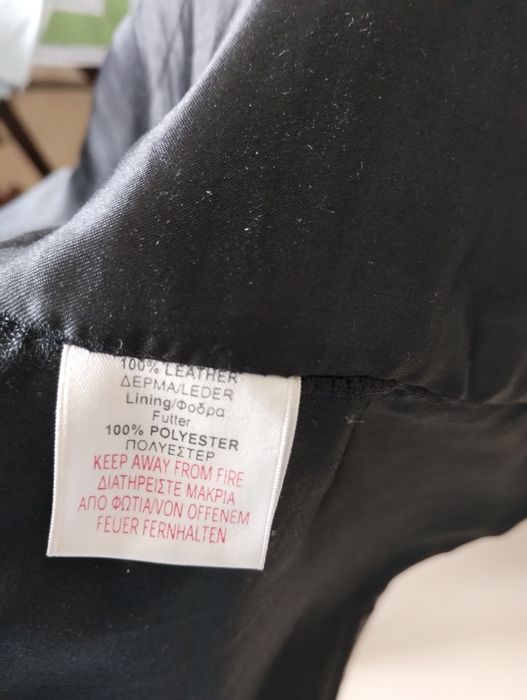 100% LEATHER
ΔΕΡΜΑ/LEDER
Lining/Φοδρα
Futter
100% POLYESTER
ΠΟΛΥΕΣΤΕΡ
KEEP AWAY FROM FIRE
ΔΙΑΤΗΡΕΙΣΤΕ ΜΑΚΡΙΑ
ΑΠΟ ΦΩΤΙΑ/VON OFFENEM
FEUER FERNHALTEN